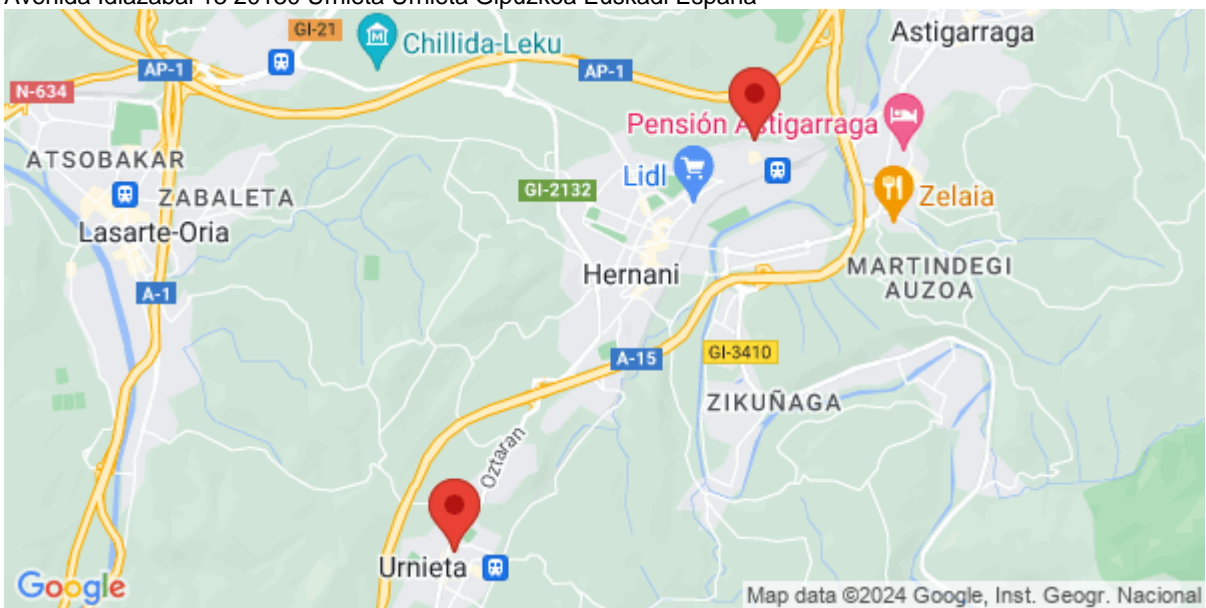 Avenida Idiazabal 18 20130 Urnieta Urnieta Gipuzkoa Euskadi España
GI-21
Chillida-Leku
Astigarraga
AP-1
AP-1
N-634
Pensión Astigarraga
ATSOBAKAR
Lidl
GI-2132
ZABALETA
Zelaia
Lasarte-Oria
Hernani
MARTINDEGI
AUZOA
A-1
A-15
GI-3410
ZIKUÑAGA
Oztaran
Urnieta
Google
Map data ©2024 Google, Inst. Geogr. Nacional